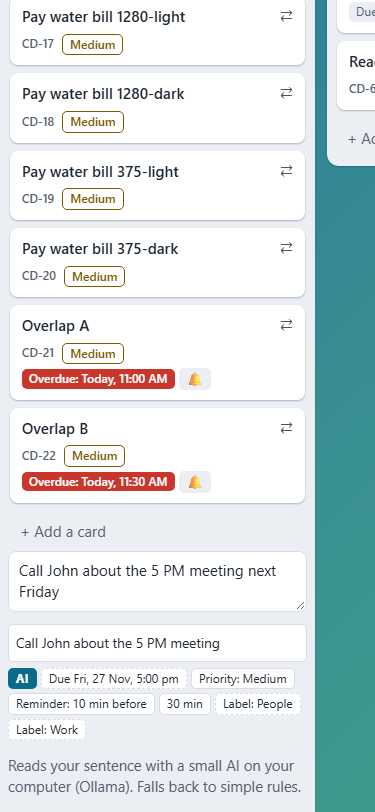 Pay water bill 1280-light
CD-17 Medium
Pay water bill 1280-dark
CD-18 Medium
Pay water bill 375-light
CD-19 Medium
Pay water bill 375-dark
CD-20 Medium
Overlap A
CD-21 Medium
Overdue: Today, 11:00 AM
Overlap B
CD-22 Medium
Overdue: Today, 11:30 AM
+ Add a card
Call John about the 5 PM meeting next
Friday
Call John about the 5 PM meeting
AI Due Fri, 27 Nov, 5:00 pm Priority: Medium
Reminder: 10 min before 30 min Label: People
Label: Work
Reads your sentence with a small AI on your
computer (Ollama). Falls back to simple rules.
Due
Rea
CD-6
+ Ad